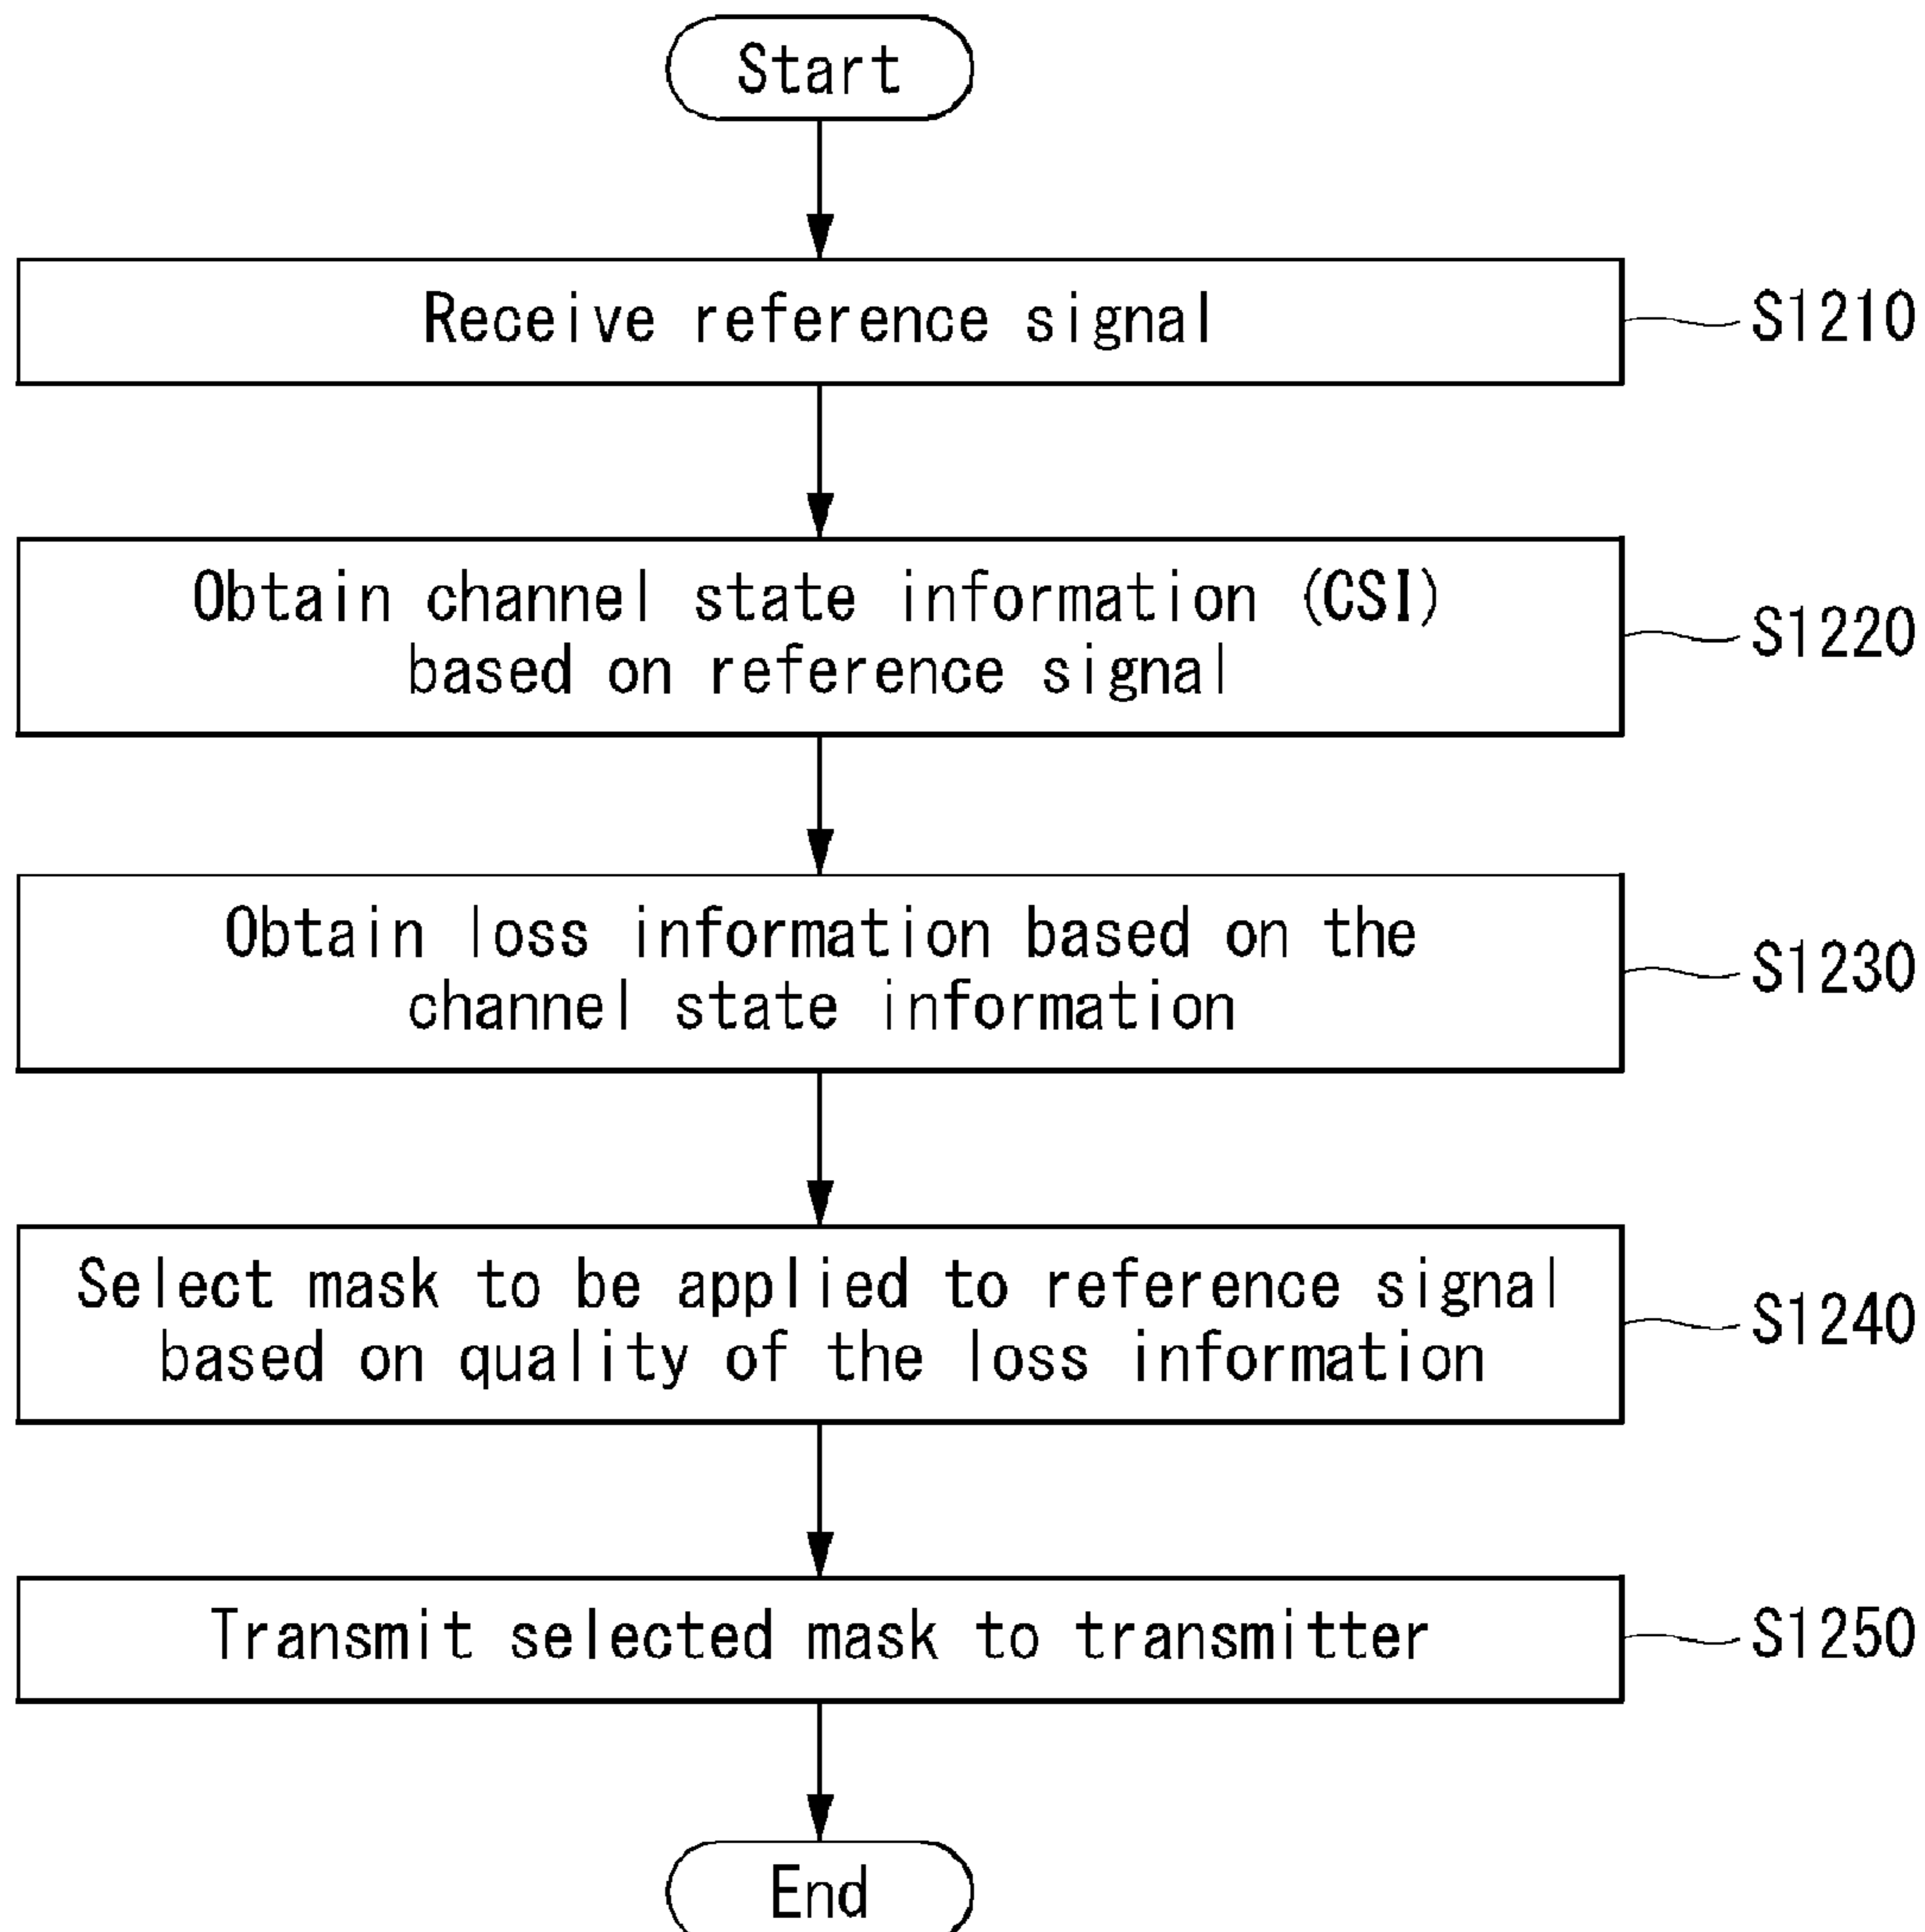 Start
Receive reference signal
S1210
Obtain channel state information (CSI)
based on reference signal
S1220
Obtain loss information based on the
channel state information
S1230
Select mask to be applied to reference signal
based on quality of the loss information
S1240
Transmit selected mask to transmitter
S1250
End